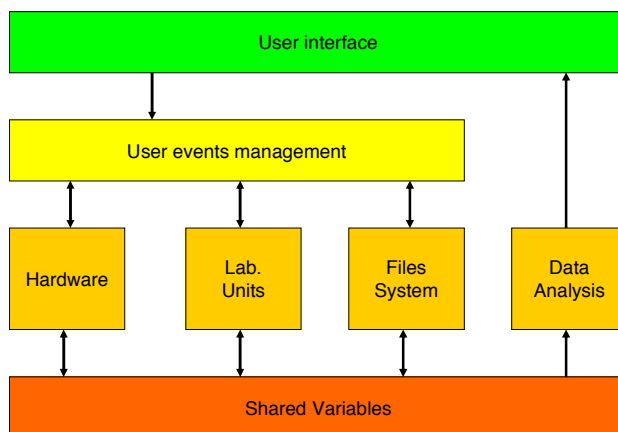 User interface
User events management
Hardware
Lab.
Units
Files
System
Data
Analysis
Shared Variables